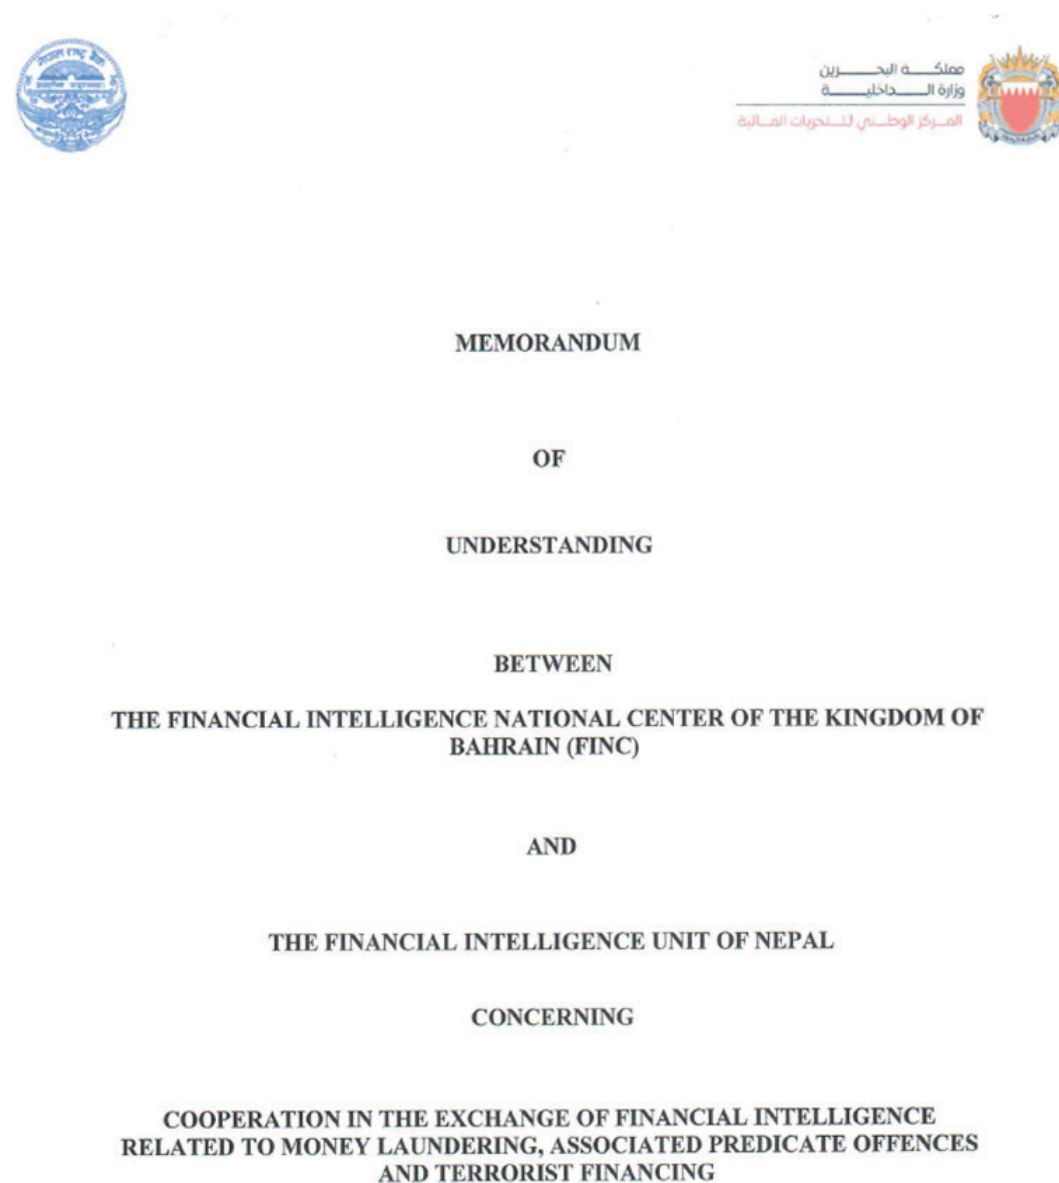 नेपाल राष्ट्र बैंक
مملكة البحرين
وزارة الداخلية
المركز الوطني للتحريات المالية
MEMORANDUM
OF
UNDERSTANDING
BETWEEN
THE FINANCIAL INTELLIGENCE NATIONAL CENTER OF THE KINGDOM OF
BAHRAIN (FINC)
AND
THE FINANCIAL INTELLIGENCE UNIT OF NEPAL
CONCERNING
COOPERATION IN THE EXCHANGE OF FINANCIAL INTELLIGENCE
RELATED TO MONEY LAUNDERING, ASSOCIATED PREDICATE OFFENCES
AND TERRORIST FINANCING